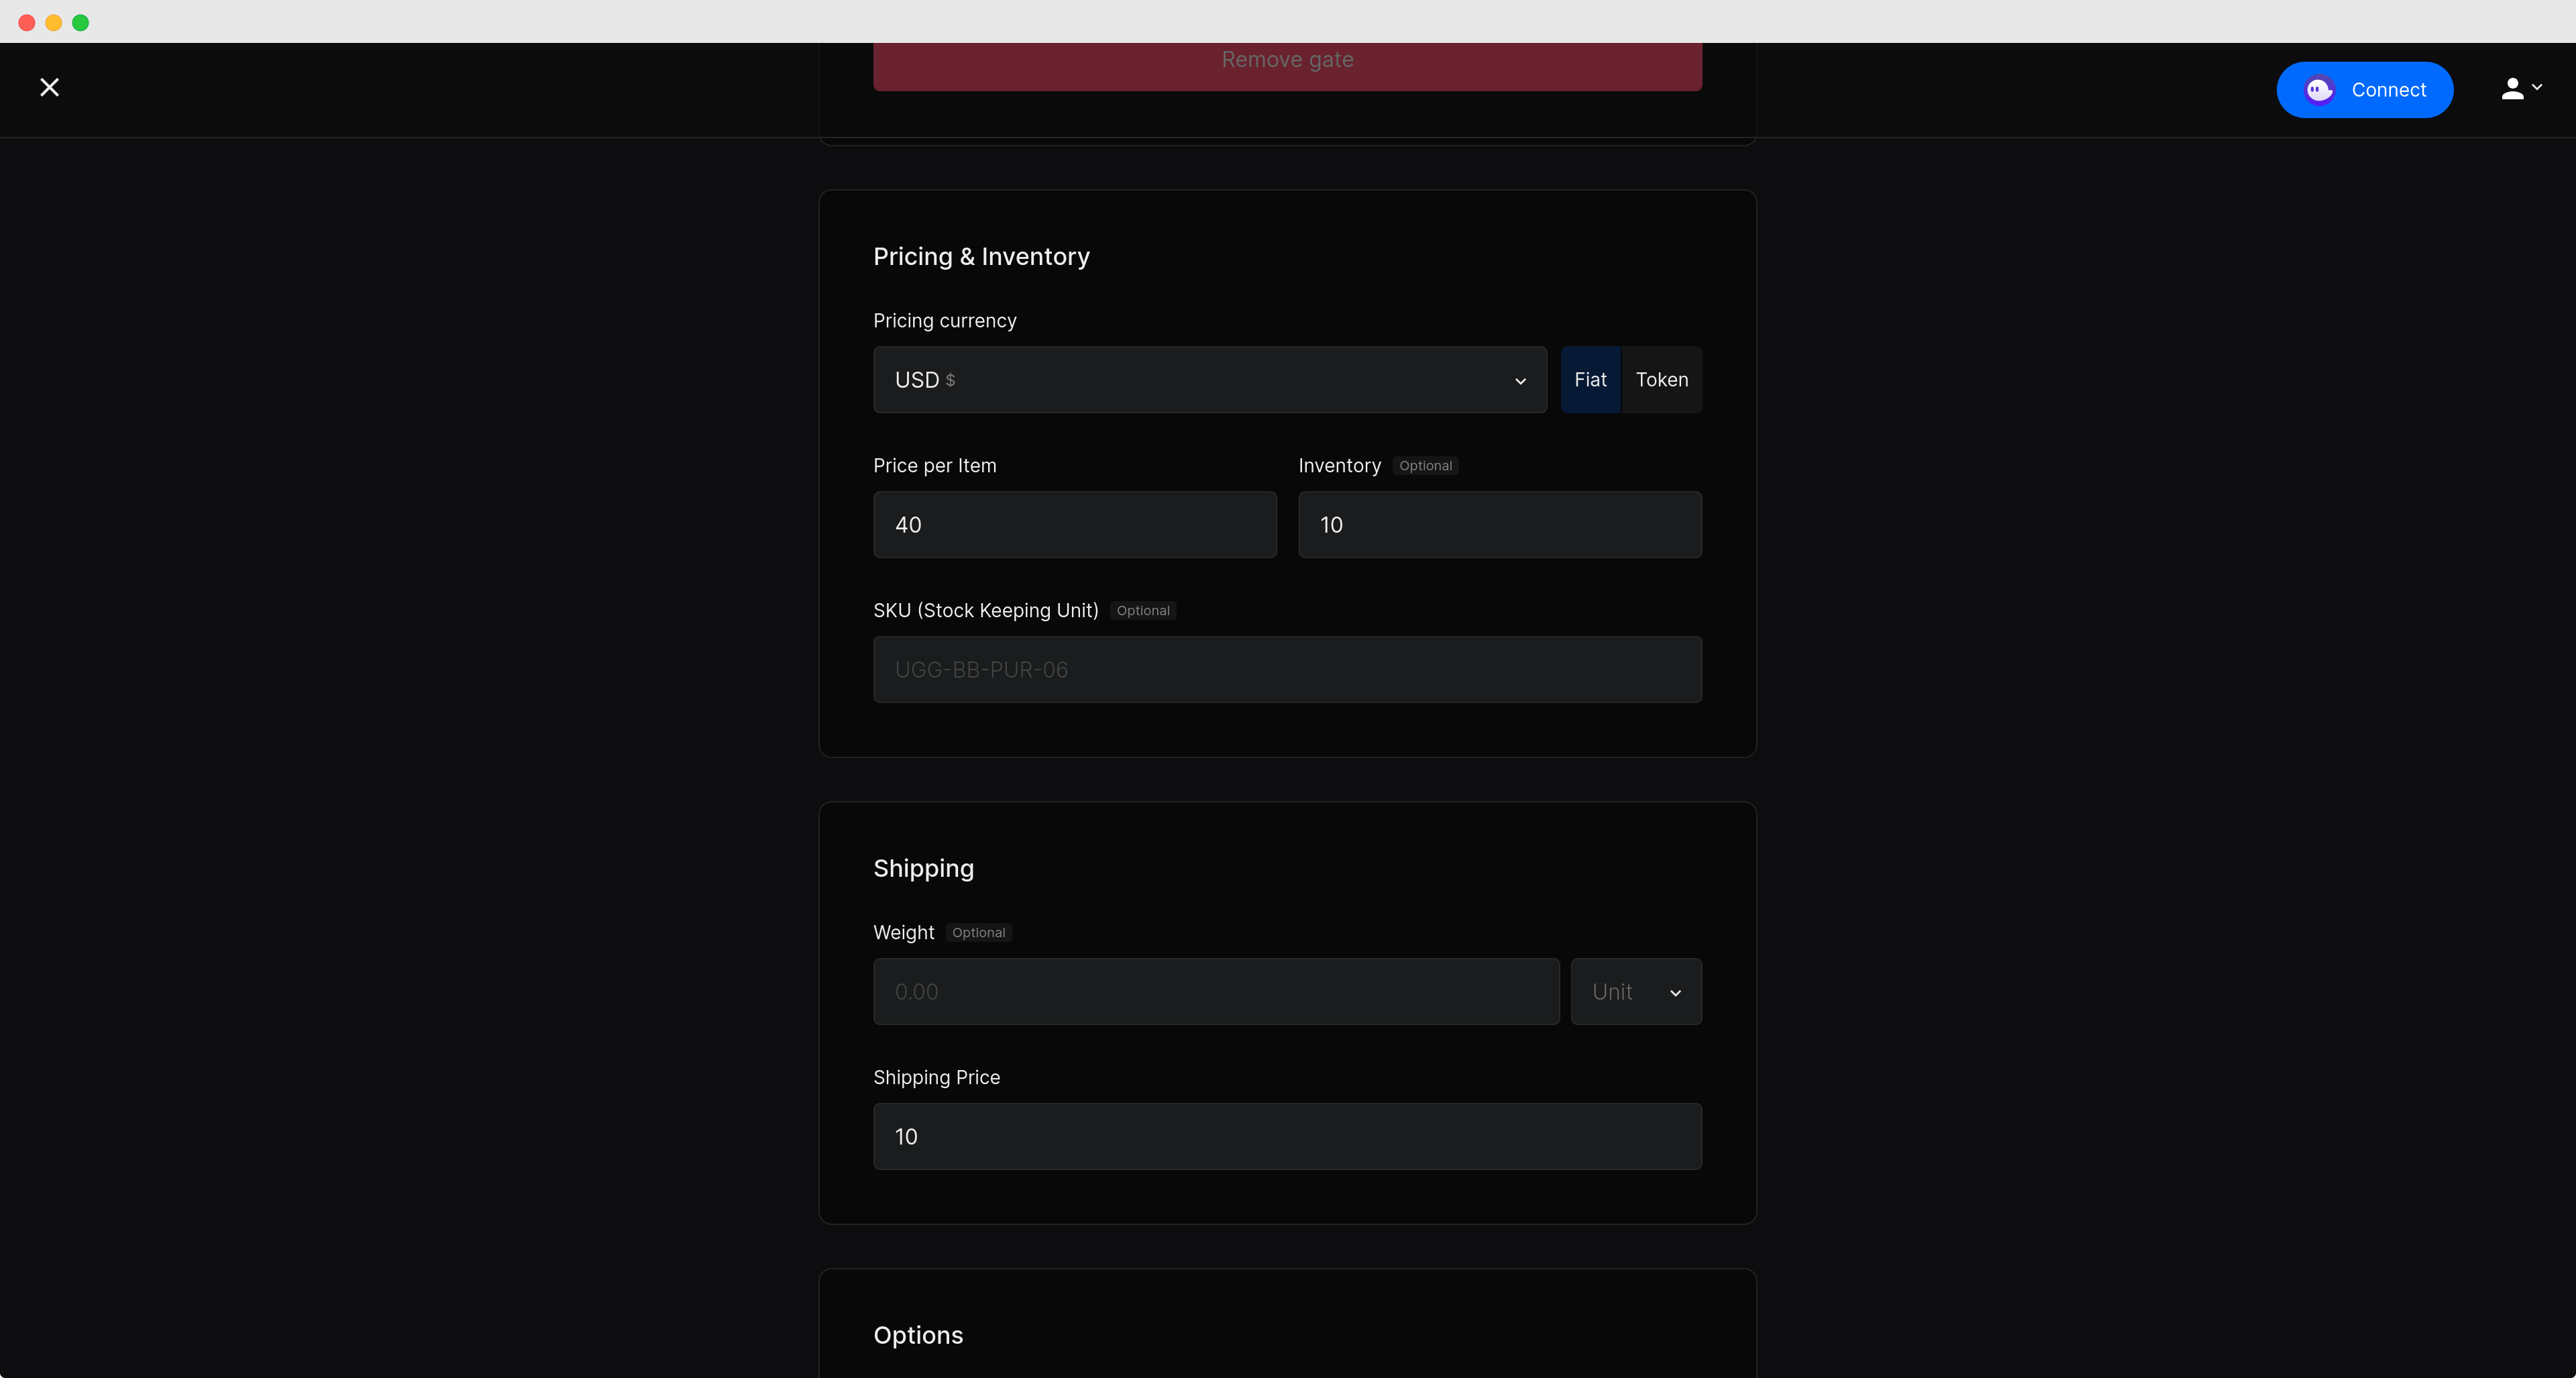 Remove gate
Connect
Pricing & Inventory
Pricing currency
USD $
Fiat
Token
Price per Item
Inventory Optional
40
10
SKU (Stock Keeping Unit) Optional
UGG-BB-PUR-06
Shipping
Weight Optional
0.00
Unit
Shipping Price
10
Options